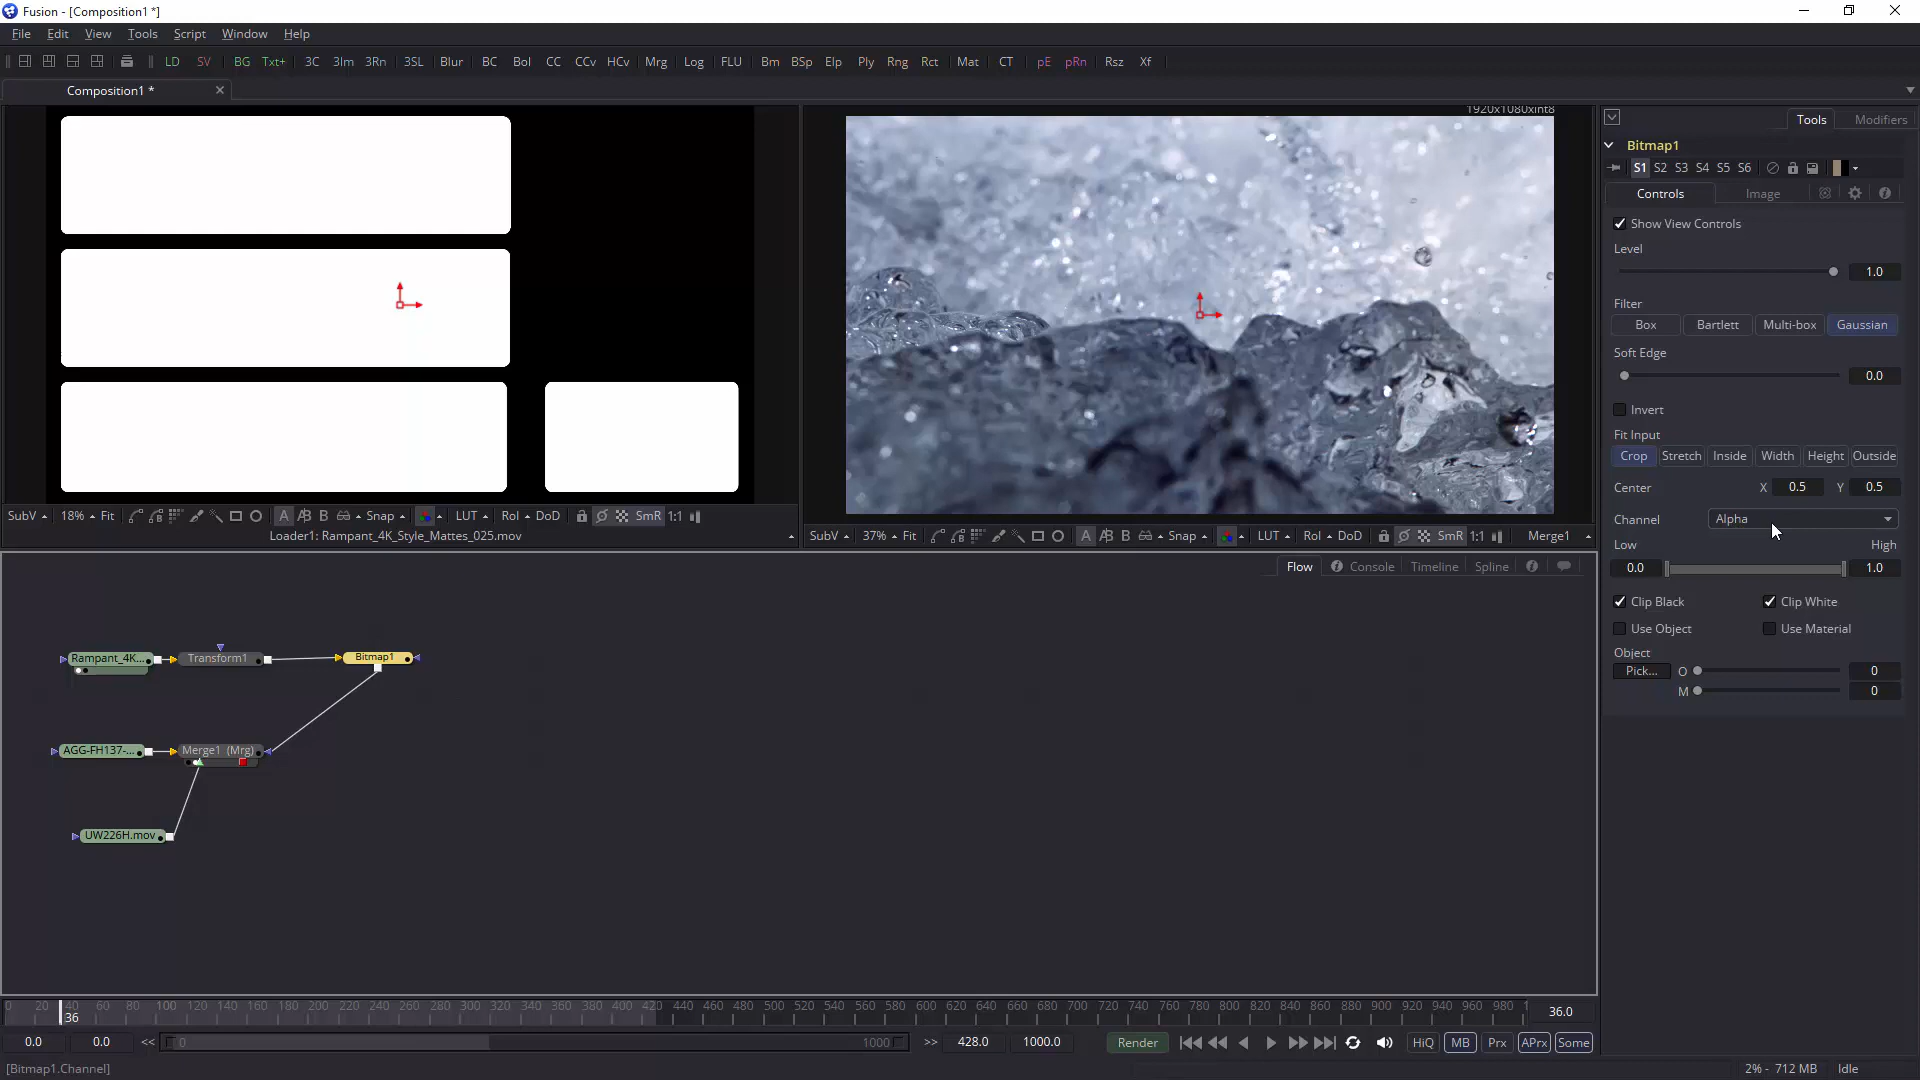 Fusion - [Composition1 *]
File Edit View Tools Script Window Help
LD SV BG Txt+ 3C 3Im 3Rn 3SL Blur BC Bol CC CCv HCv Mrg Log FLU Bm BSp Elp Ply Rng Rct Mat CT pE pRn Rsz Xf
Composition1 *
1920x1080xint8
Tools Modifiers
Bitmap1
S1 S2 S3 S4 S5 S6
Controls Image
Show View Controls
Level
1.0
Filter
Box Bartlett Multi-box Gaussian
Soft Edge
0.0
Invert
Fit Input
Crop Stretch Inside Width Height Outside
Center X 0.5 Y 0.5
Channel Alpha
Low High
0.0 1.0
Clip Black Clip White
Use Object Use Material
Object
Pick... O 0
M 0
SubV 18% Fit A B Snap LUT RoI DoD SmR 1:1
Loader1: Rampant_4K_Style_Mattes_025.mov
SubV 37% Fit A B Snap LUT RoI DoD SmR 1:1 Merge1
Flow Console Timeline Spline
Rampant_4K... Transform1 Bitmap1
AGG-FH137-... Merge1 (Mrg)
UW226H.mov
0 20 40 60 80 100 120 140 160 180 200 220 240 260 280 300 320 340 360 380 400 420 440 460 480 500 520 540 560 580 600 620 640 660 680 700 720 740 760 780 800 820 840 860 880 900 920 940 960 980 1
36 36.0
0.0 0.0 << 0 1000 >> 428.0 1000.0 Render HiQ MB Prx APrx Some
[Bitmap1.Channel] 2% - 712 MB Idle